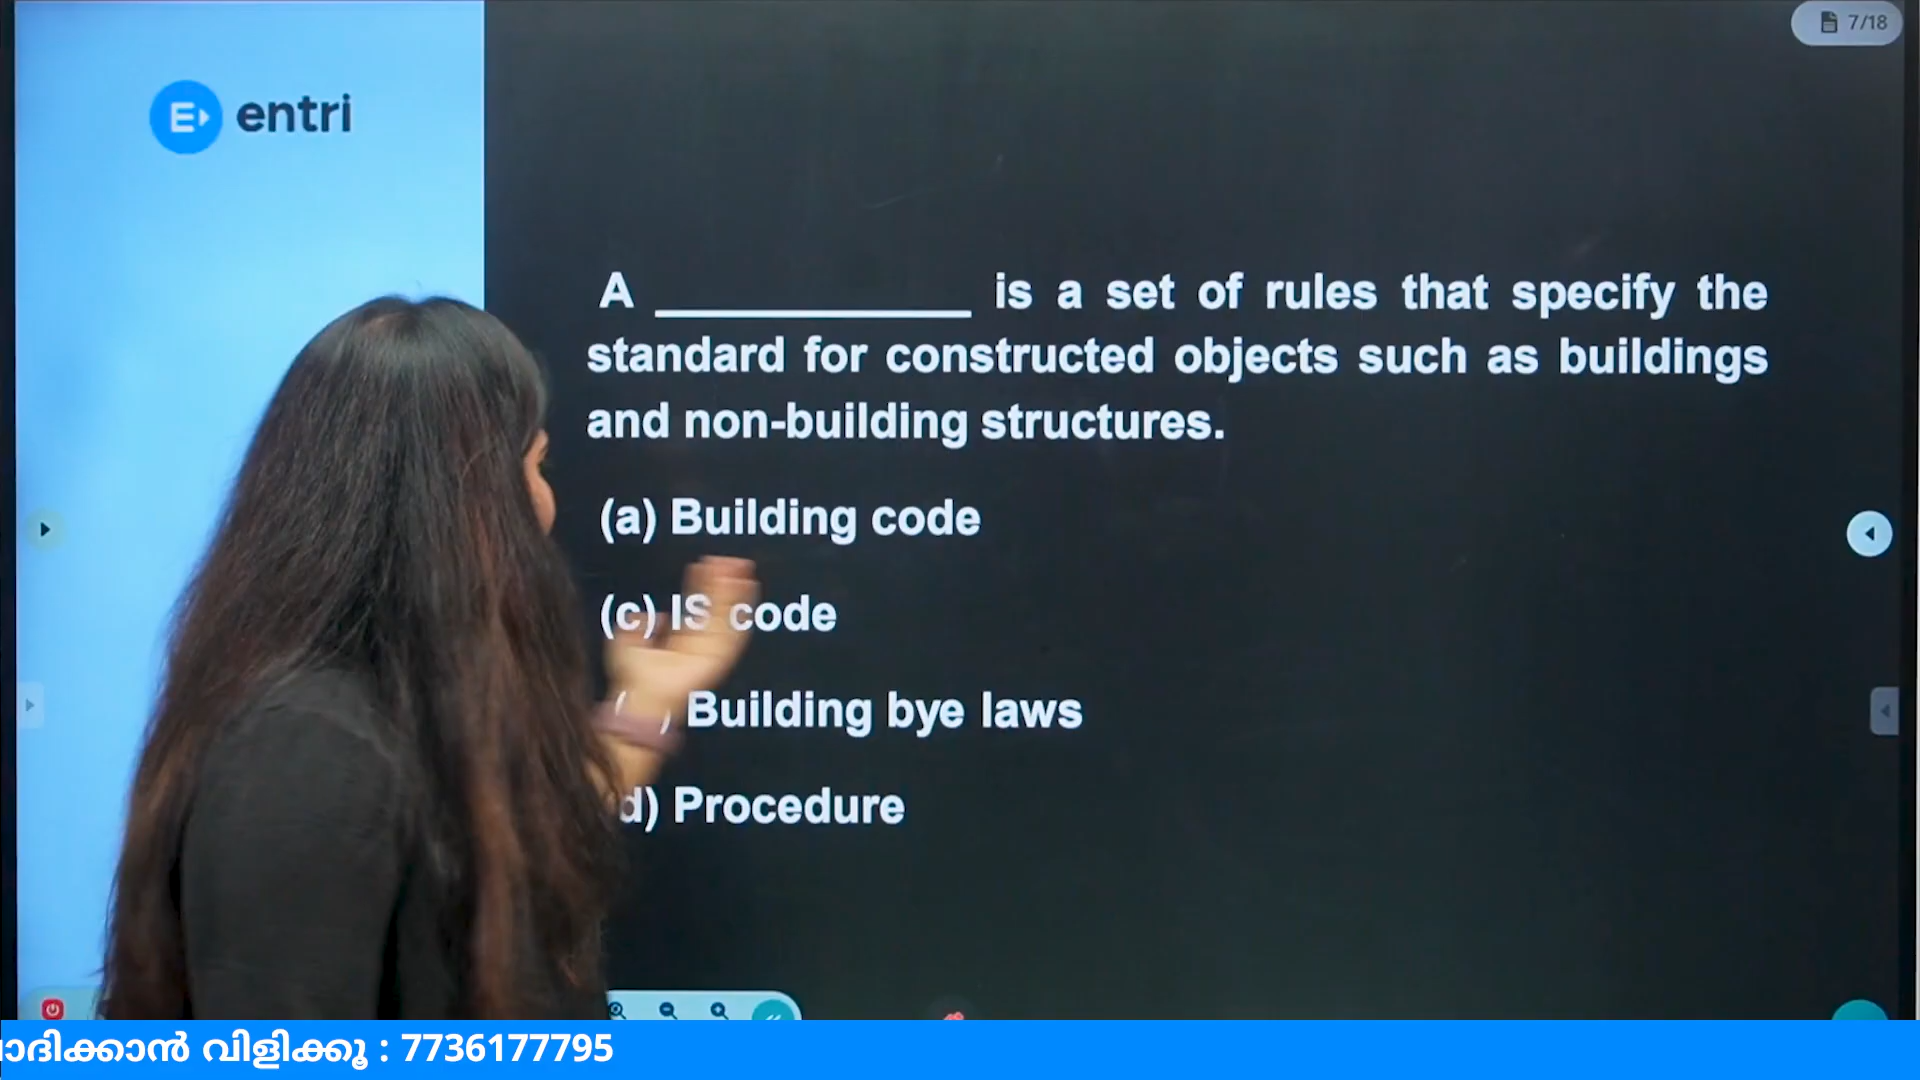 7/18
entri
A ____________ is a set of rules that specify the
standard for constructed objects such as buildings
and non-building structures.
(a) Building code
(c) IS code
Building bye laws
d) Procedure
വിളിക്കൂ : 7736177795